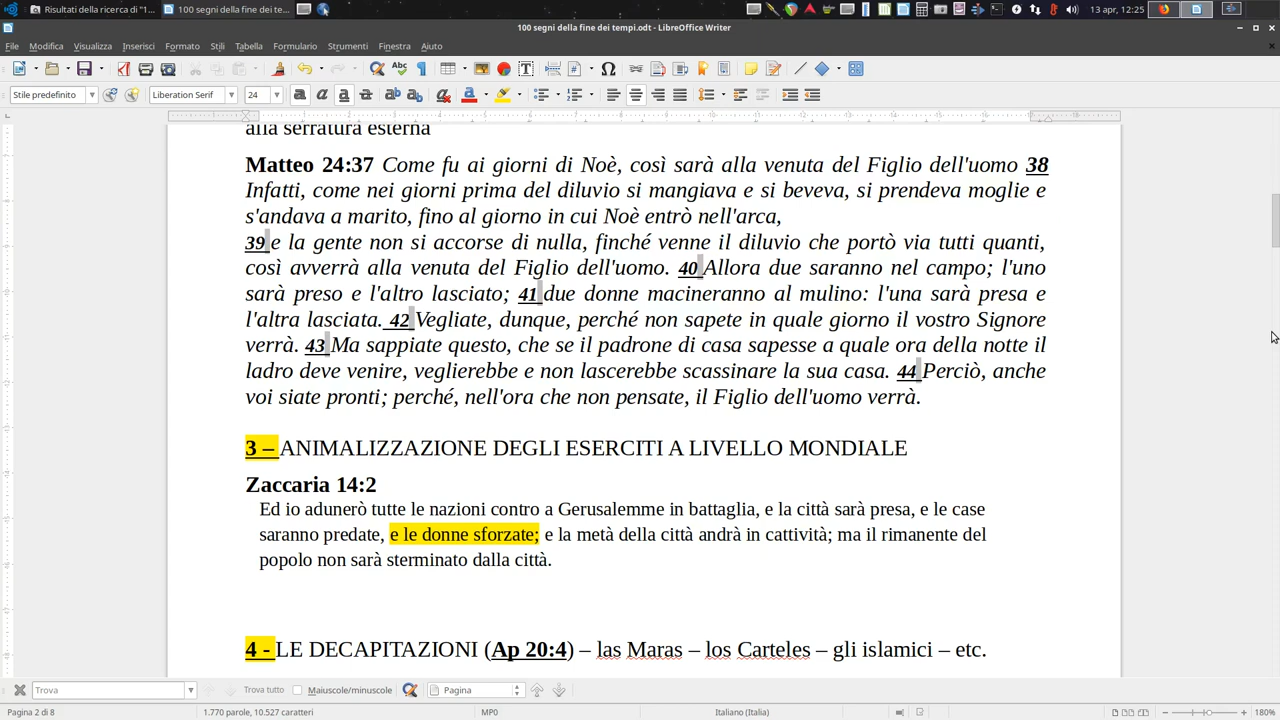 Risultati della ricerca di "1...
100 segni della fine dei te...
13 apr, 12:25
100 segni della fine dei tempi.odt - LibreOffice Writer
File Modifica Visualizza Inserisci Formato Stili Tabella Formulario Strumenti Finestra Aiuto
Stile predefinito Liberation Serif 24
alla serratura esterna
Matteo 24:37 Come fu ai giorni di Noè, così sarà alla venuta del Figlio dell'uomo 38
Infatti, come nei giorni prima del diluvio si mangiava e si beveva, si prendeva moglie e
s'andava a marito, fino al giorno in cui Noè entrò nell'arca,
39 e la gente non si accorse di nulla, finché venne il diluvio che portò via tutti quanti,
così avverrà alla venuta del Figlio dell'uomo. 40 Allora due saranno nel campo; l'uno
sarà preso e l'altro lasciato; 41 due donne macineranno al mulino: l'una sarà presa e
l'altra lasciata. 42 Vegliate, dunque, perché non sapete in quale giorno il vostro Signore
verrà. 43 Ma sappiate questo, che se il padrone di casa sapesse a quale ora della notte il
ladro deve venire, veglierebbe e non lascerebbe scassinare la sua casa. 44 Perciò, anche
voi siate pronti; perché, nell'ora che non pensate, il Figlio dell'uomo verrà.
3 – ANIMALIZZAZIONE DEGLI ESERCITI A LIVELLO MONDIALE
Zaccaria 14:2
Ed io adunerò tutte le nazioni contro a Gerusalemme in battaglia, e la città sarà presa, e le case
saranno predate, e le donne sforzate; e la metà della città andrà in cattività; ma il rimanente del
popolo non sarà sterminato dalla città.
4 - LE DECAPITAZIONI (Ap 20:4) – las Maras – los Carteles – gli islamici – etc.
Trova Trova tutto Maiuscole/minuscole Pagina
Pagina 2 di 8 1.770 parole, 10.527 caratteri MP0 Italiano (Italia) 180%